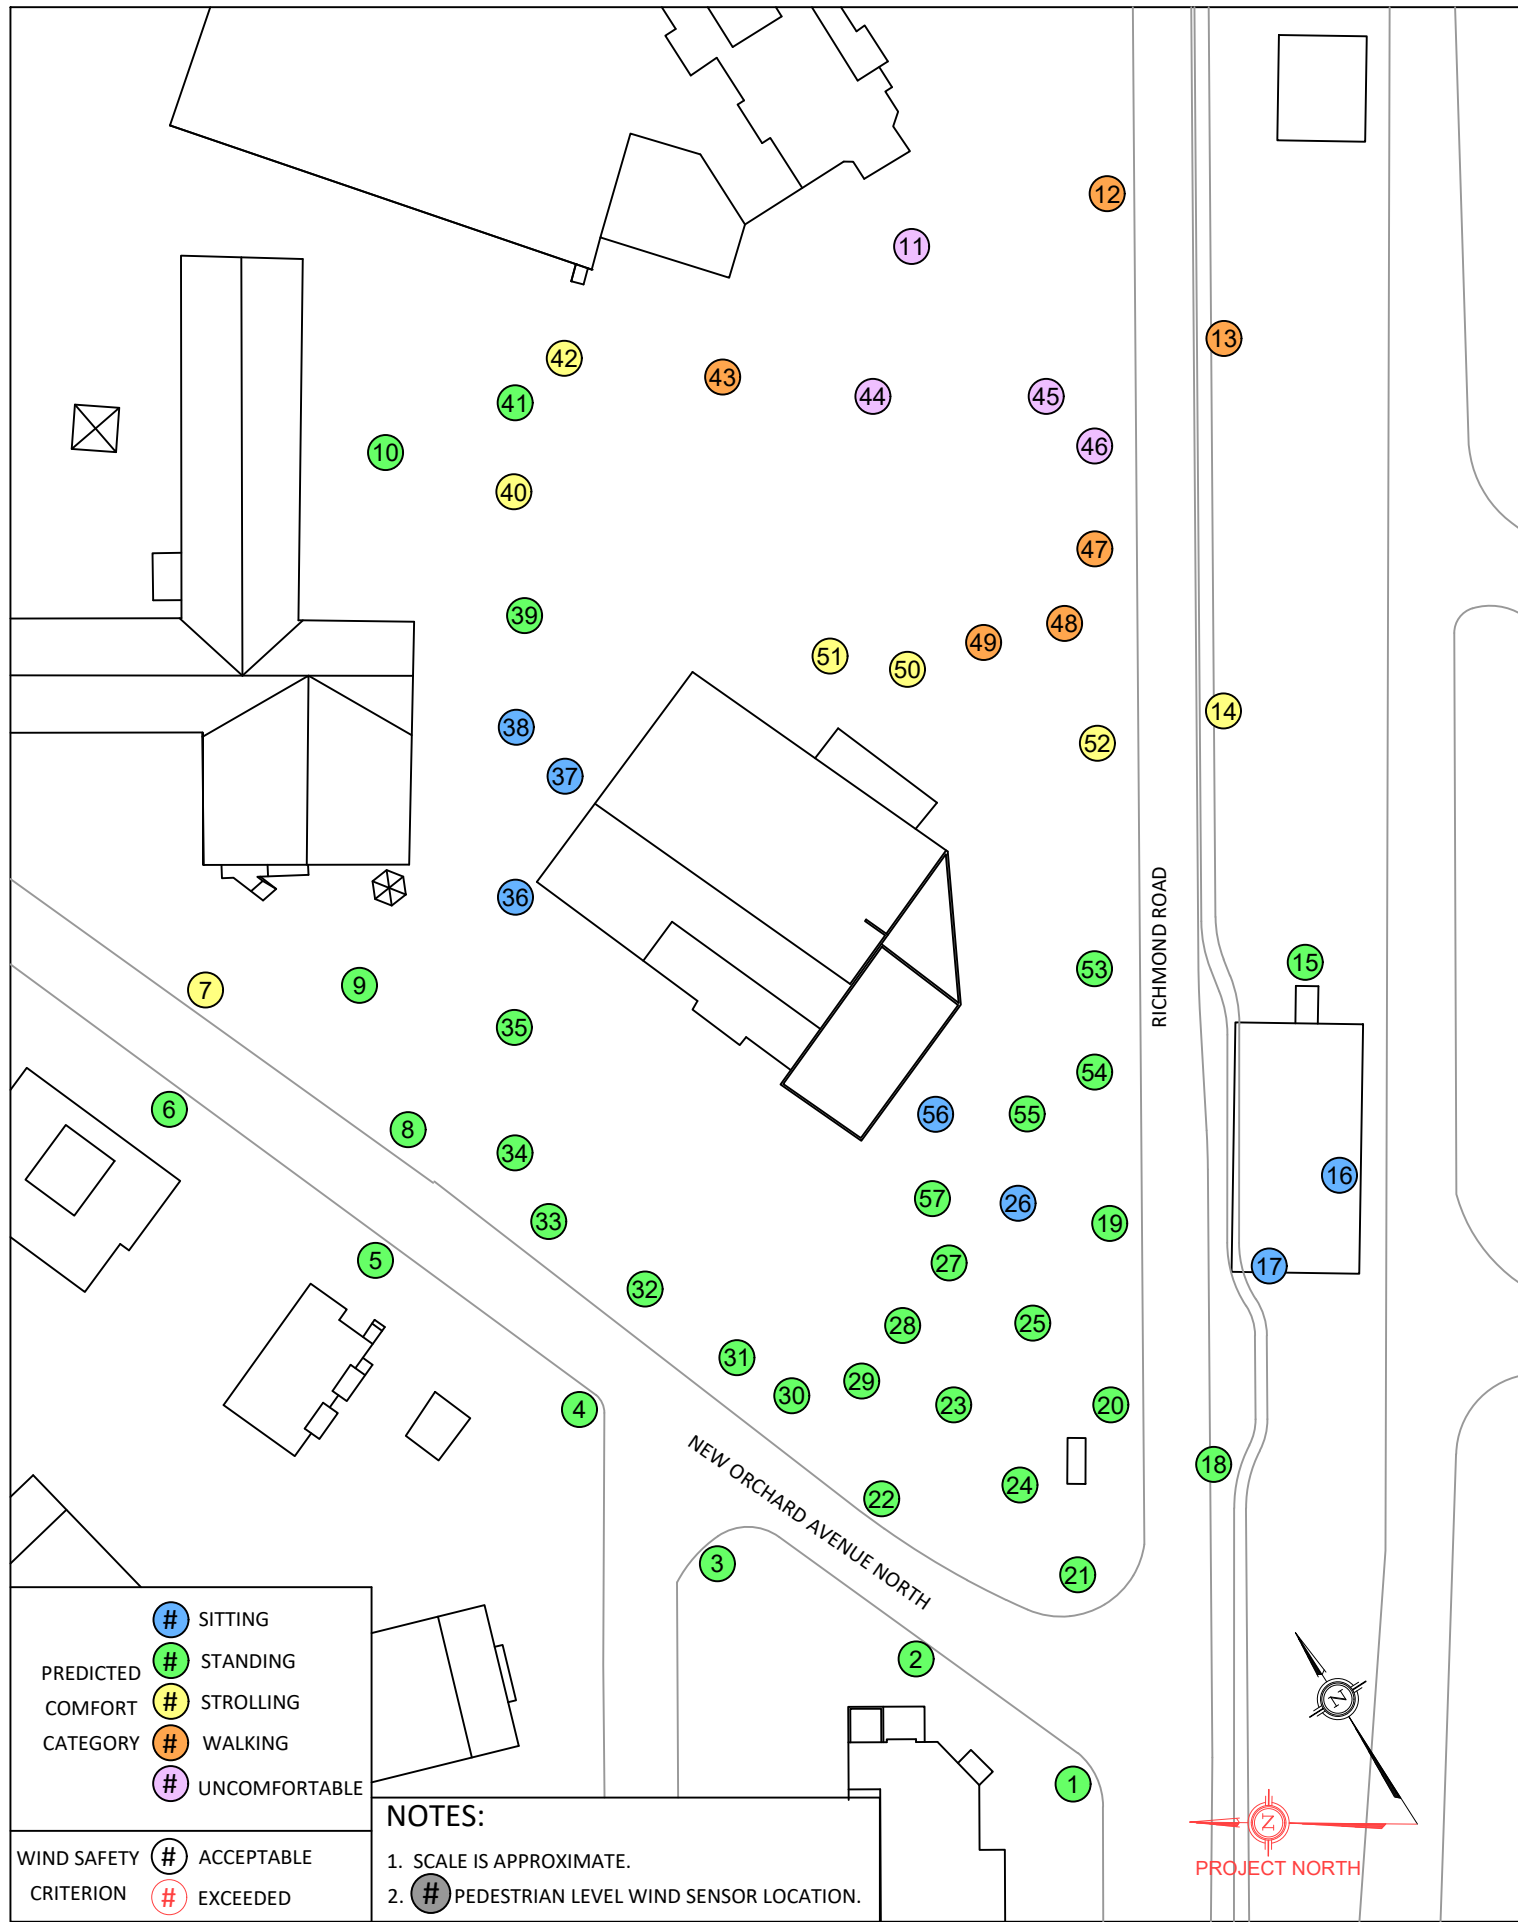 12
11
13
42
43
44
45
41
46
10
40
47
39
48
49
51
50
14
38
52
37
RICHMOND ROAD
36
15
53
7
9
35
54
6
56
55
8
34
16
57
26
33
19
5
27
17
32
28
25
31
29
30
23
20
4
NEW ORCHARD AVENUE NORTH
18
24
22
3
21
2
1
PREDICTED
COMFORT
CATEGORY
# SITTING
# STANDING
# STROLLING
# WALKING
# UNCOMFORTABLE
WIND SAFETY
CRITERION
# ACCEPTABLE
# EXCEEDED
NOTES:
1. SCALE IS APPROXIMATE.
2. # PEDESTRIAN LEVEL WIND SENSOR LOCATION.
N
Z
PROJECT NORTH